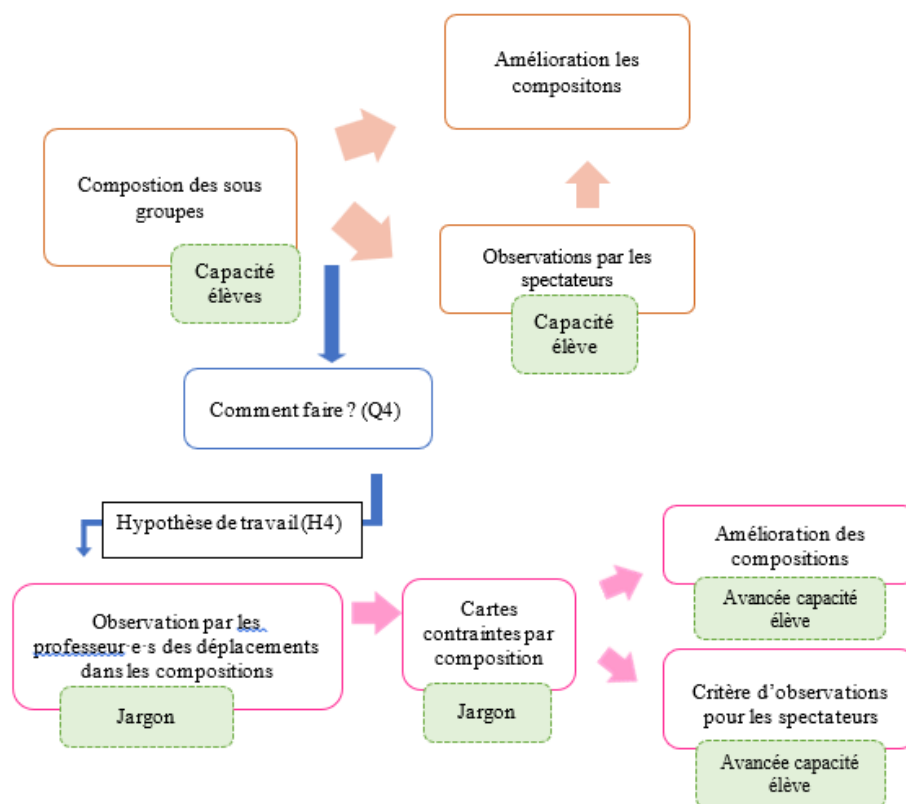 Amélioration les
compositons
Compostion des sous
groupes
Capacité
élèves
Observations par les
spectateurs
Capacité
élève
Comment faire ? (Q4)
Hypothèse de travail (H4)
Observation par les
professeur·e·s des déplacements
dans les compositions
Jargon
Cartes
contraintes par
composition
Jargon
Amélioration des
compositions
Avancée capacité
élève
Critère d'observations
pour les spectateurs
Avancée capacité
élève